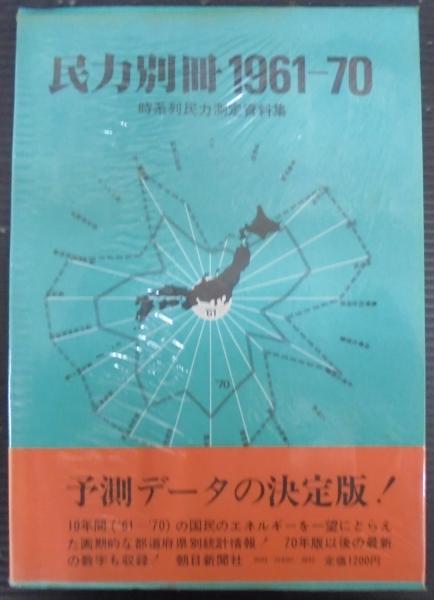 民力別冊1961-70
時系列民力測定資料集
'61
'70
予測データの決定版!
10年間('61—'70)の国民のエネルギーを一望にとらえ
た画期的な都道府県別統計情報! 70年版以後の最新
の数字も収録! 朝日新聞社 定価1200円